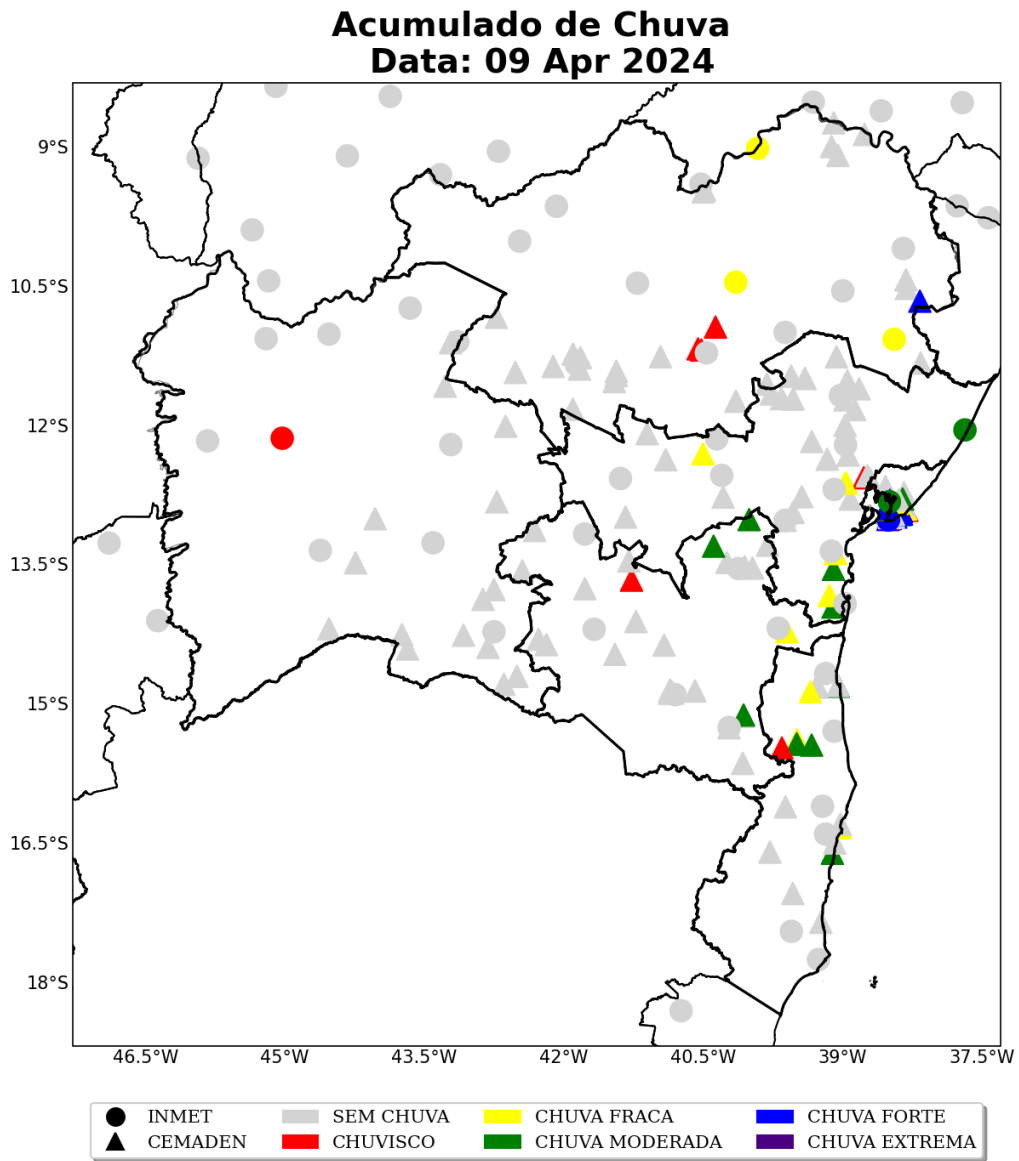 Acumulado de Chuva
Data: 09 Apr 2024
9°S
10.5°S
12°S
13.5°S
15°S
16.5°S
18°S
46.5°W 45°W 43.5°W 42°W 40.5°W 39°W 37.5°W
INMET SEM CHUVA CHUVA FRACA CHUVA FORTE
CEMADEN CHUVISCO CHUVA MODERADA CHUVA EXTREMA